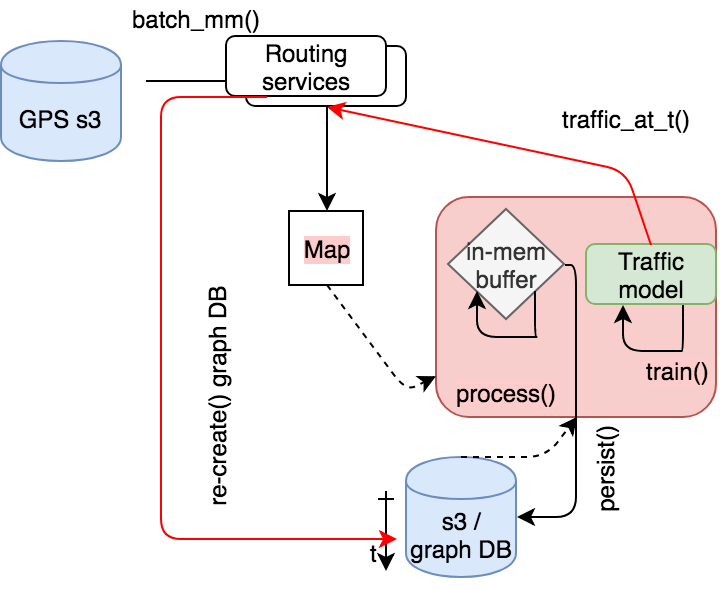 batch_mm()
Routing
services
GPS s3
traffic_at_t()
Map
in-mem
buffer
Traffic
model
train()
process()
re-create() graph DB
persist()
s3 /
graph DB
t